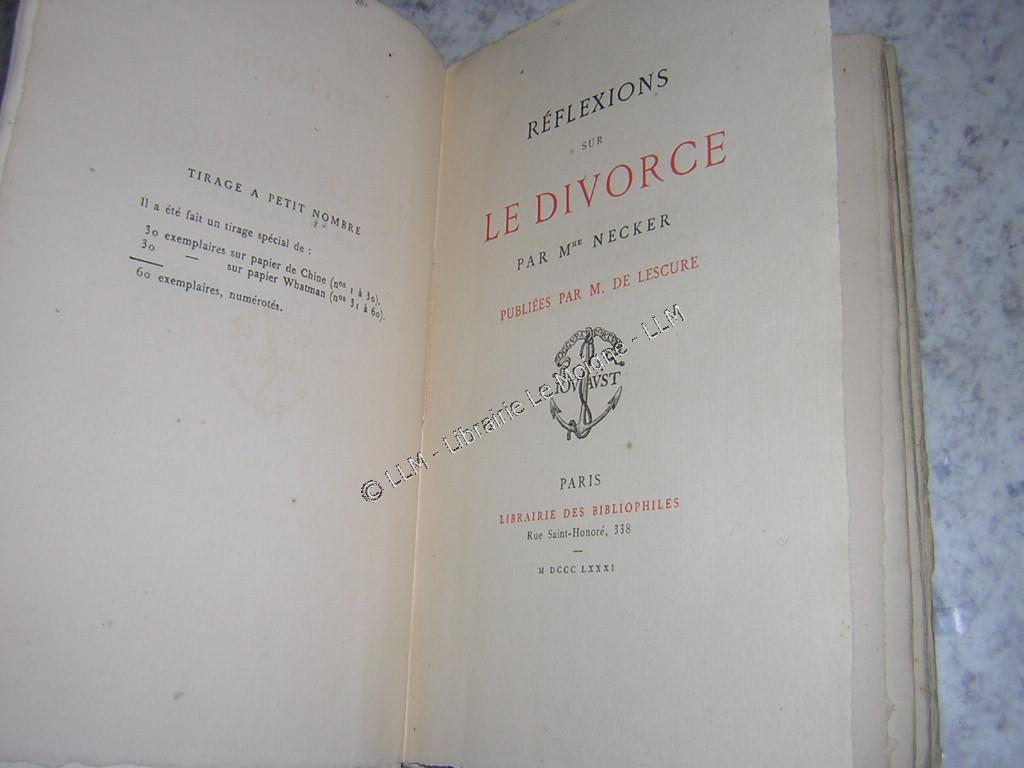 TIRAGE A PETIT NOMBRE
Il a été fait un tirage spécial de :
30 exemplaires sur papier de Chine (nos 1 à 30).
30 — sur papier Whatman (nos 31 à 60).
60 exemplaires, numérotés.
RÉFLEXIONS
SUR
LE DIVORCE
PAR MME NECKER
PUBLIÉES PAR M. DE LESCURE
IOVAVST
PARIS
LIBRAIRIE DES BIBLIOPHILES
Rue Saint-Honoré, 338
—
M DCCC LXXXI
© LLM - Librairie Le Moigne - LLM